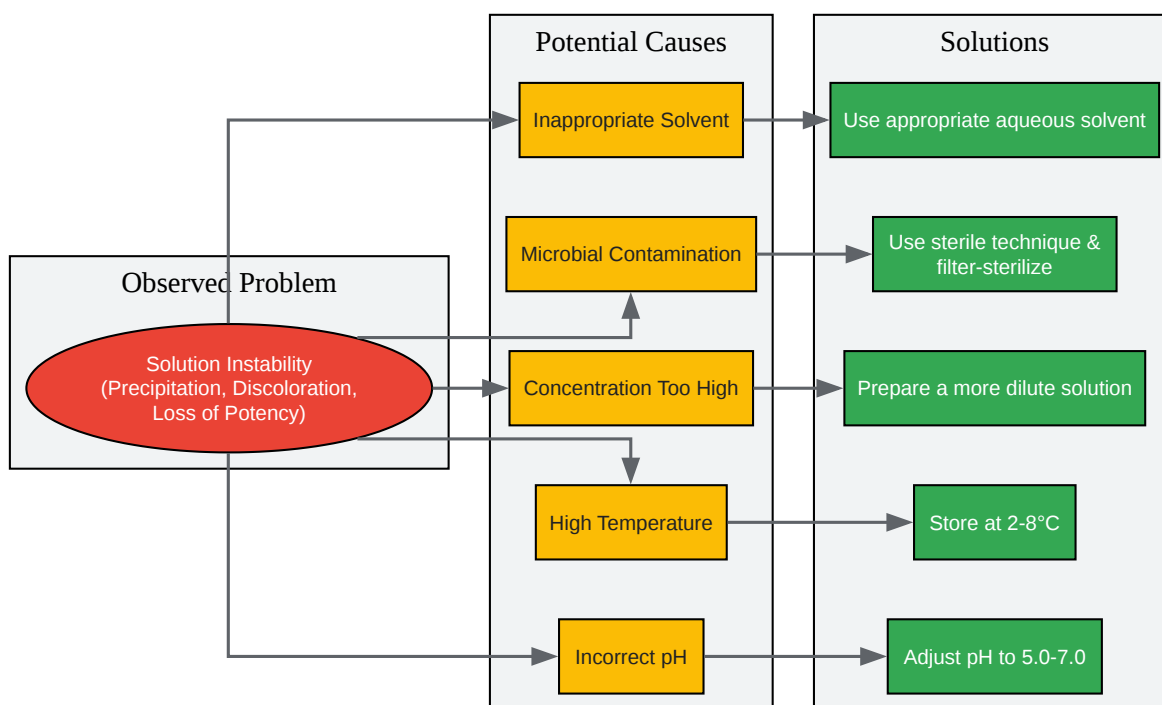 Potential Causes
Solutions
Inappropriate Solvent
Use appropriate aqueous solvent
Microbial Contamination
Use sterile technique &
filter-sterilize
Observed Problem
Solution Instability
(Precipitation, Discoloration,
Loss of Potency)
Concentration Too High
Prepare a more dilute solution
High Temperature
Store at 2-8°C
Incorrect pH
Adjust pH to 5.0-7.0